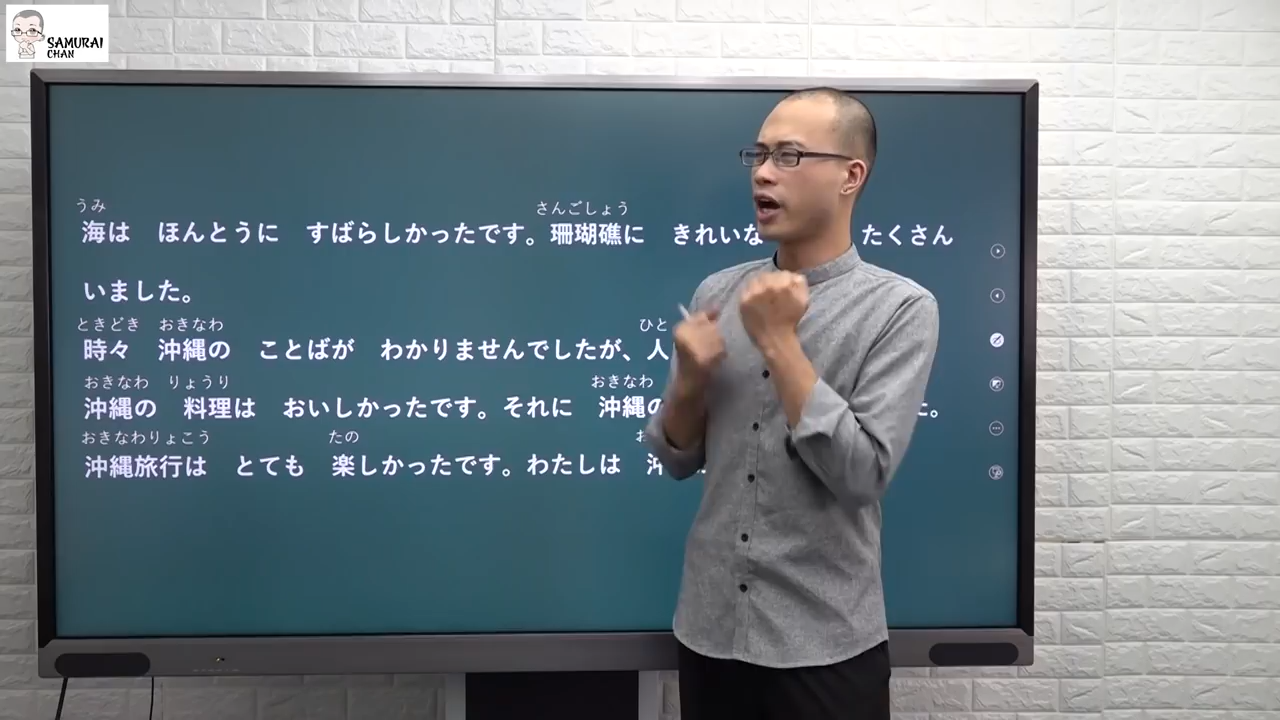 SAMURAI
CHAN
うみ さんごしょう
海は ほんとうに すばらしかったです。珊瑚礁に きれいな たくさん
いました。
ときどき おきなわ ひと
時々 沖縄の ことばが わかりませんでしたが、人
おきなわ りょうり おきなわ
沖縄の 料理は おいしかったです。それに 沖縄の た。
おきなわりょこう たの お
沖縄旅行は とても 楽しかったです。わたしは 沖